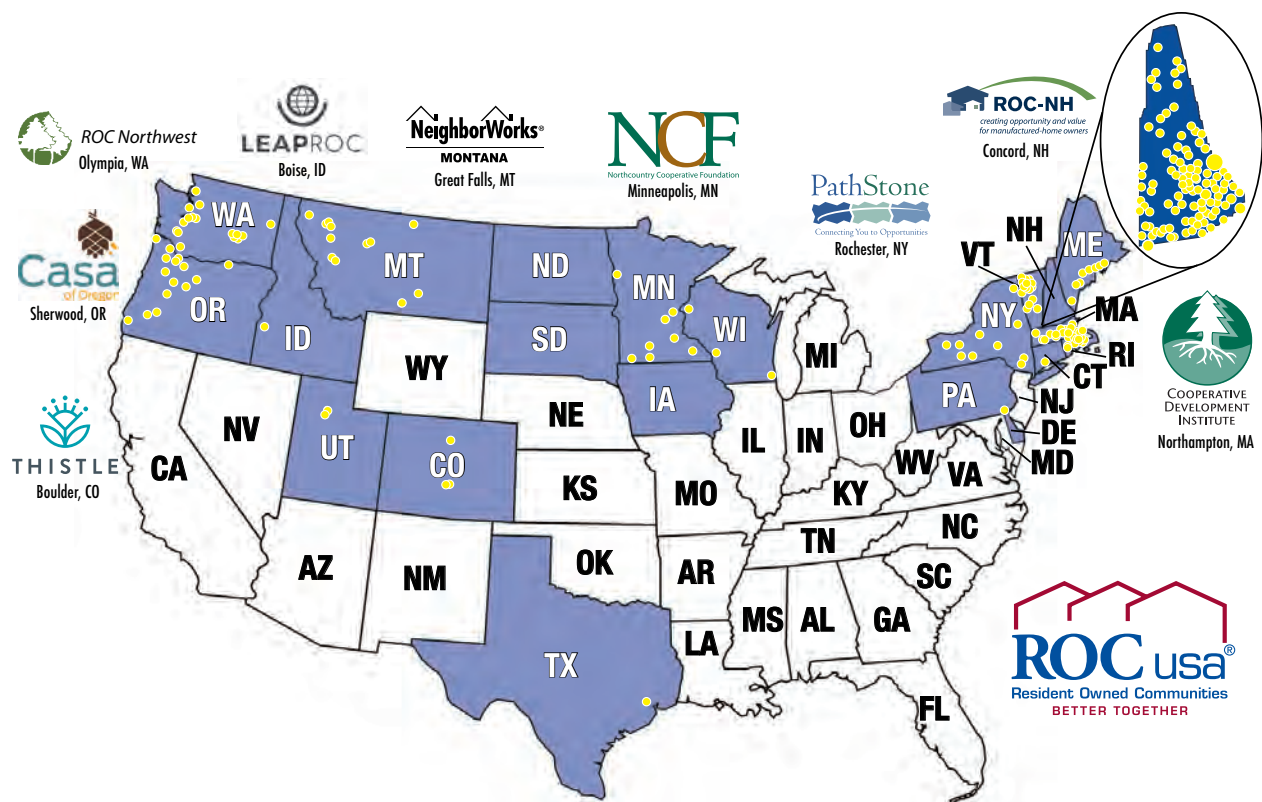 ROC Northwest
Olympia, WA
LEAPROC
Boise, ID
NeighborWorks®
MONTANA
Great Falls, MT
NCF
Northcountry Cooperative Foundation
Minneapolis, MN
PathStone
Connecting You to Opportunities
Rochester, NY
ROC-NH
creating opportunity and value
for manufactured-home owners
Concord, NH
Casa
of Oregon
Sherwood, OR
THISTLE
Boulder, CO
COOPERATIVE
DEVELOPMENT
INSTITUTE
Northampton, MA
WA
OR
ID
MT
ND
SD
MN
WI
IA
WY
NE
NV
UT
CO
CA
AZ
NM
KS
OK
TX
MO
AR
LA
IL
IN
MI
OH
KY
TN
MS
AL
GA
FL
SC
NC
VA
WV
PA
NY
VT
NH
ME
MA
RI
CT
NJ
DE
MD
ROC USA®
Resident Owned Communities
BETTER TOGETHER